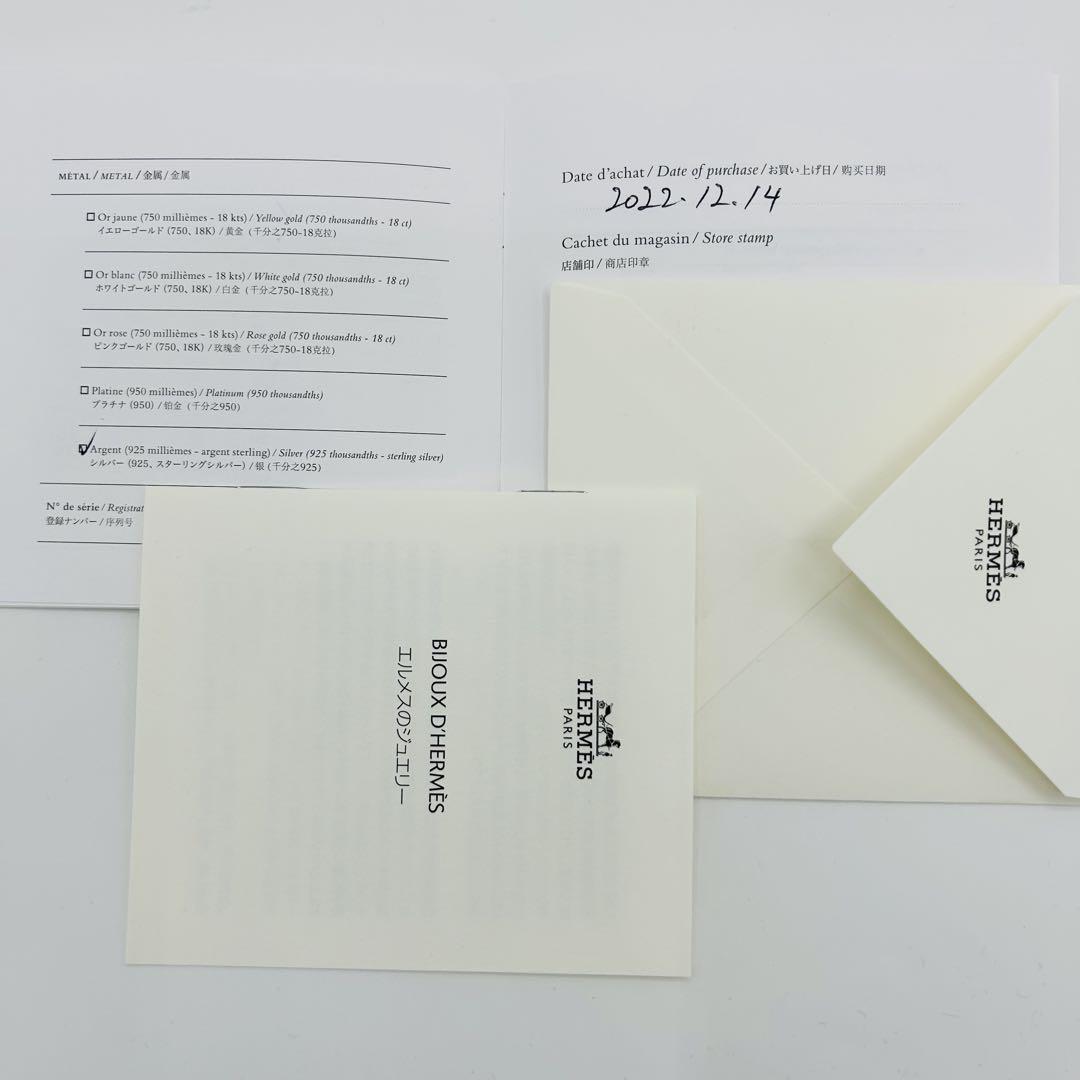 MÉTAL / METAL / 金属 / 金属
Or jaune (750 millièmes - 18 kts) / Yellow gold (750 thousandths - 18 ct)
イエローゴールド (750、18K) / 黄金 (千分之750-18克拉)
Or blanc (750 millièmes - 18 kts) / White gold (750 thousandths - 18 ct)
ホワイトゴールド (750、18K) / 白金 (千分之750-18克拉)
Or rose (750 millièmes - 18 kts) / Rose gold (750 thousandths - 18 ct)
ピンクゴールド (750、18K) / 玫瑰金 (千分之750-18克拉)
Platine (950 millièmes) / Platinum (950 thousandths)
プラチナ (950) / 铂金 (千分之950)
Argent (925 millièmes - argent sterling) / Silver (925 thousandths - sterling silver)
シルバー (925、スターリングシルバー) / 银 (千分之925)
N° de série / Registrat
登録ナンバー / 序列号
Date d'achat / Date of purchase / お買い上げ日 / 购买日期
2022.12.14
Cachet du magasin / Store stamp
店舗印 / 商店印章
HERMÈS
PARIS
HERMÈS
PARIS
BIJOUX D'HERMÈS
エルメスのジュエリー